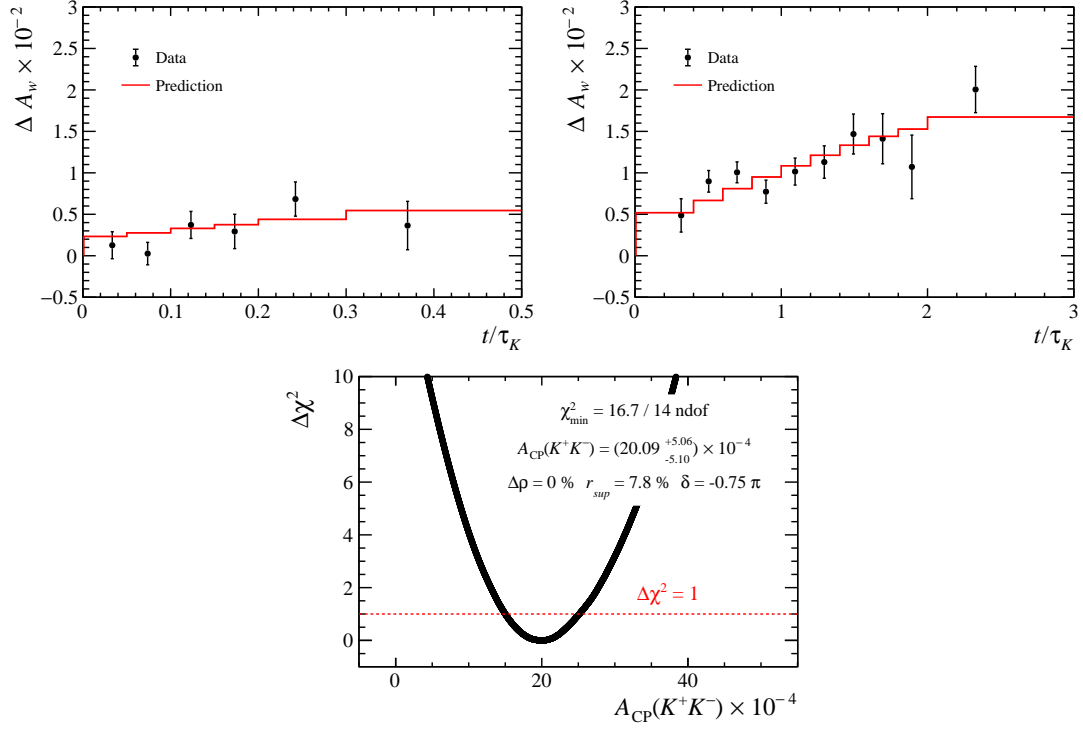 Δ A_w × 10⁻²
3
2.5
2
1.5
1
0.5
0
−0.5
Data
Prediction
0 0.1 0.2 0.3 0.4 0.5
t/τ_K
Δ A_w × 10⁻²
3
2.5
2
1.5
1
0.5
0
−0.5
Data
Prediction
0 1 2 3
t/τ_K
Δχ²
10
8
6
4
2
0
χ²_min = 16.7 / 14 ndof
A_CP(K⁺K⁻) = (20.09 +5.06 -5.10) × 10⁻⁴
Δρ = 0 % r_sup = 7.8 % δ = -0.75 π
Δχ² = 1
0 20 40
A_CP(K⁺K⁻) × 10⁻⁴